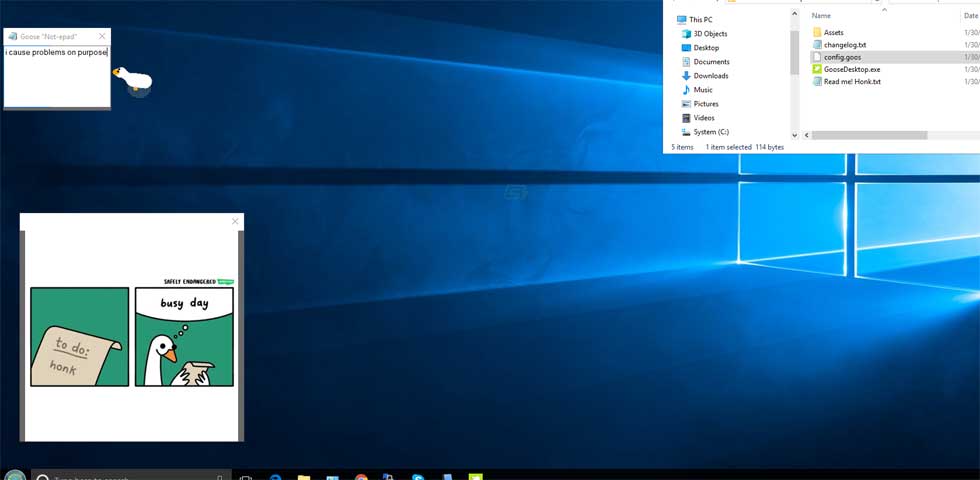 Goose "Not-epad"
i cause problems on purpose
This PC
3D Objects
Desktop
Documents
Downloads
Music
Pictures
Videos
System (C:)
Name
Date
Assets
1/30/
changelog.txt
1/30/
config.goos
1/30/
GooseDesktop.exe
1/30/
Read me! Honk.txt
1/30/
5 items
1 item selected
114 bytes
SAFELY ENDANGERED
to do:
honk
busy day
Type here to search